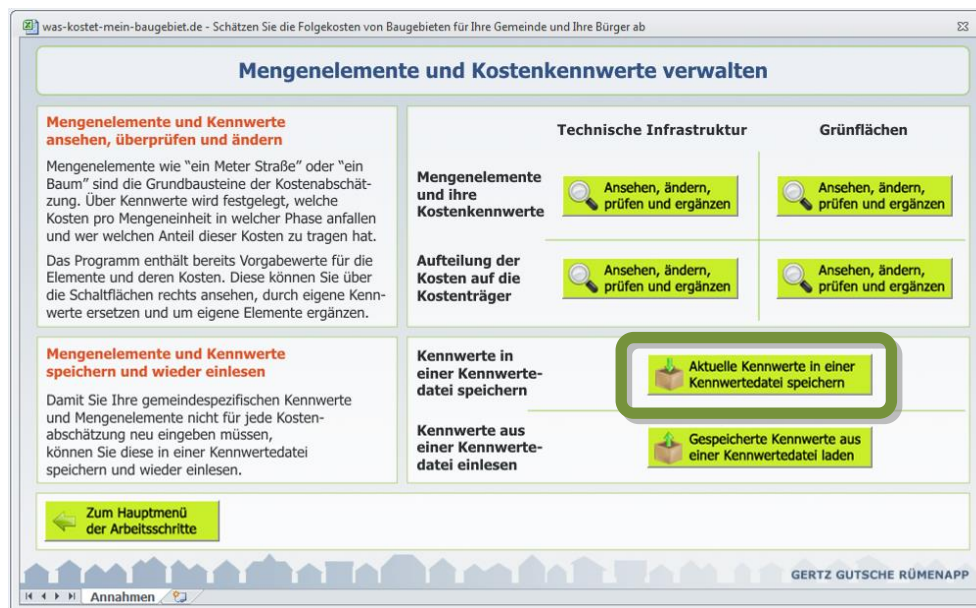 was-kostet-mein-baugebiet.de - Schätzen Sie die Folgekosten von Baugebieten für Ihre Gemeinde und Ihre Bürger ab
Mengenelemente und Kostenkennwerte verwalten
Mengenelemente und Kennwerte
ansehen, überprüfen und ändern
Mengenelemente wie "ein Meter Straße" oder "ein
Baum" sind die Grundbausteine der Kostenabschät-
zung. Über Kennwerte wird festgelegt, welche
Kosten pro Mengeneinheit in welcher Phase anfallen
und wer welchen Anteil dieser Kosten zu tragen hat.
Das Programm enthält bereits Vorgabewerte für die
Elemente und deren Kosten. Diese können Sie über
die Schaltflächen rechts ansehen, durch eigene Kenn-
werte ersetzen und um eigene Elemente ergänzen.
Technische Infrastruktur
Grünflächen
Mengenelemente
und ihre
Kostenkennwerte
Ansehen, ändern,
prüfen und ergänzen
Ansehen, ändern,
prüfen und ergänzen
Aufteilung der
Kosten auf die
Kostenträger
Ansehen, ändern,
prüfen und ergänzen
Ansehen, ändern,
prüfen und ergänzen
Mengenelemente und Kennwerte
speichern und wieder einlesen
Damit Sie Ihre gemeindespezifischen Kennwerte
und Mengenelemente nicht für jede Kosten-
abschätzung neu eingeben müssen,
können Sie diese in einer Kennwertedatei
speichern und wieder einlesen.
Kennwerte in
einer Kennwerte-
datei speichern
Aktuelle Kennwerte in einer
Kennwertedatei speichern
Kennwerte aus
einer Kennwerte-
datei einlesen
Gespeicherte Kennwerte aus
einer Kennwertedatei laden
Zum Hauptmenü
der Arbeitsschritte
GERTZ GUTSCHE RÜMENAPP
Annahmen